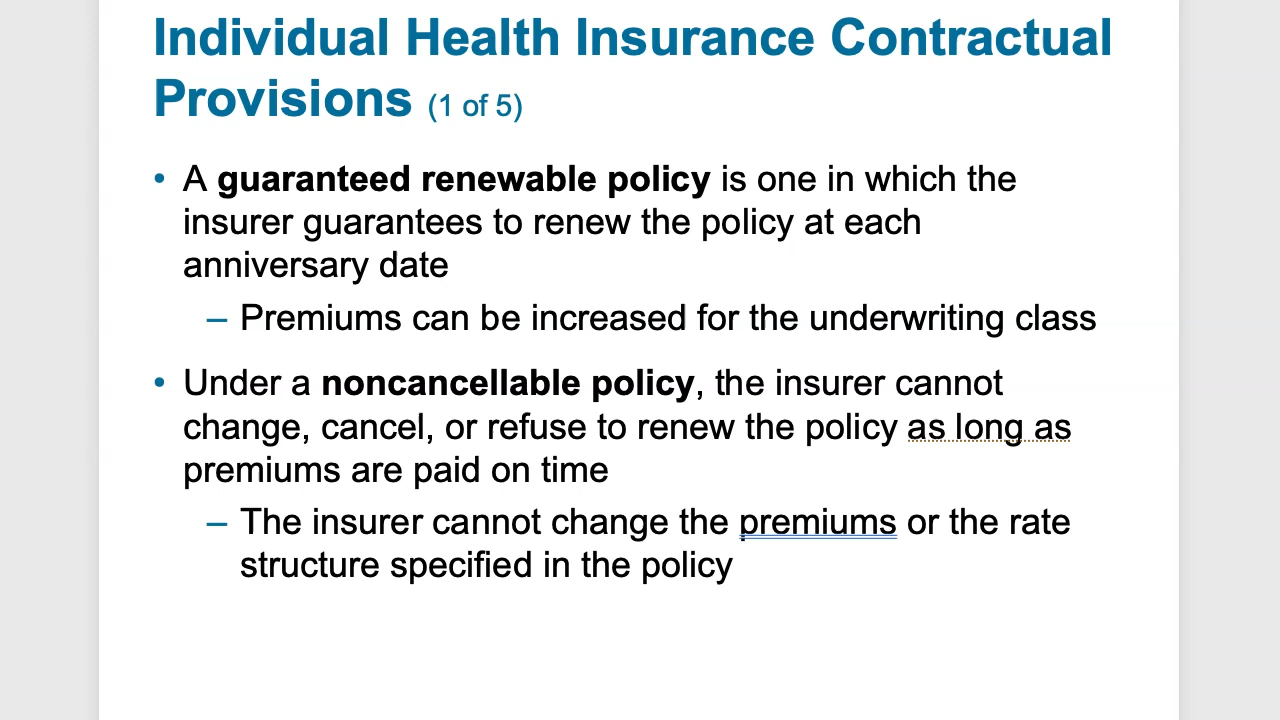 Individual Health Insurance Contractual
Provisions (1 of 5)
• A guaranteed renewable policy is one in which the
insurer guarantees to renew the policy at each
anniversary date
– Premiums can be increased for the underwriting class
• Under a noncancellable policy, the insurer cannot
change, cancel, or refuse to renew the policy as long as
premiums are paid on time
– The insurer cannot change the premiums or the rate
structure specified in the policy